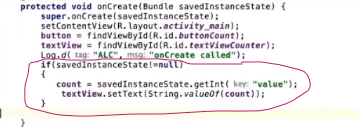 protected void onCreate(Bundle savedInstanceState) {
super.onCreate(savedInstanceState);
setContentView(R.layout.activity_main);
button = findViewById(R.id.buttonCount);
textView = findViewById(R.id.textViewCounter);
Log.d( tag: "ALC", msg: "onCreate called");
if(savedInstanceState!=null)
{
count = savedInstanceState.getInt( key: "value");
textView.setText(String.valueOf(count));
}
}